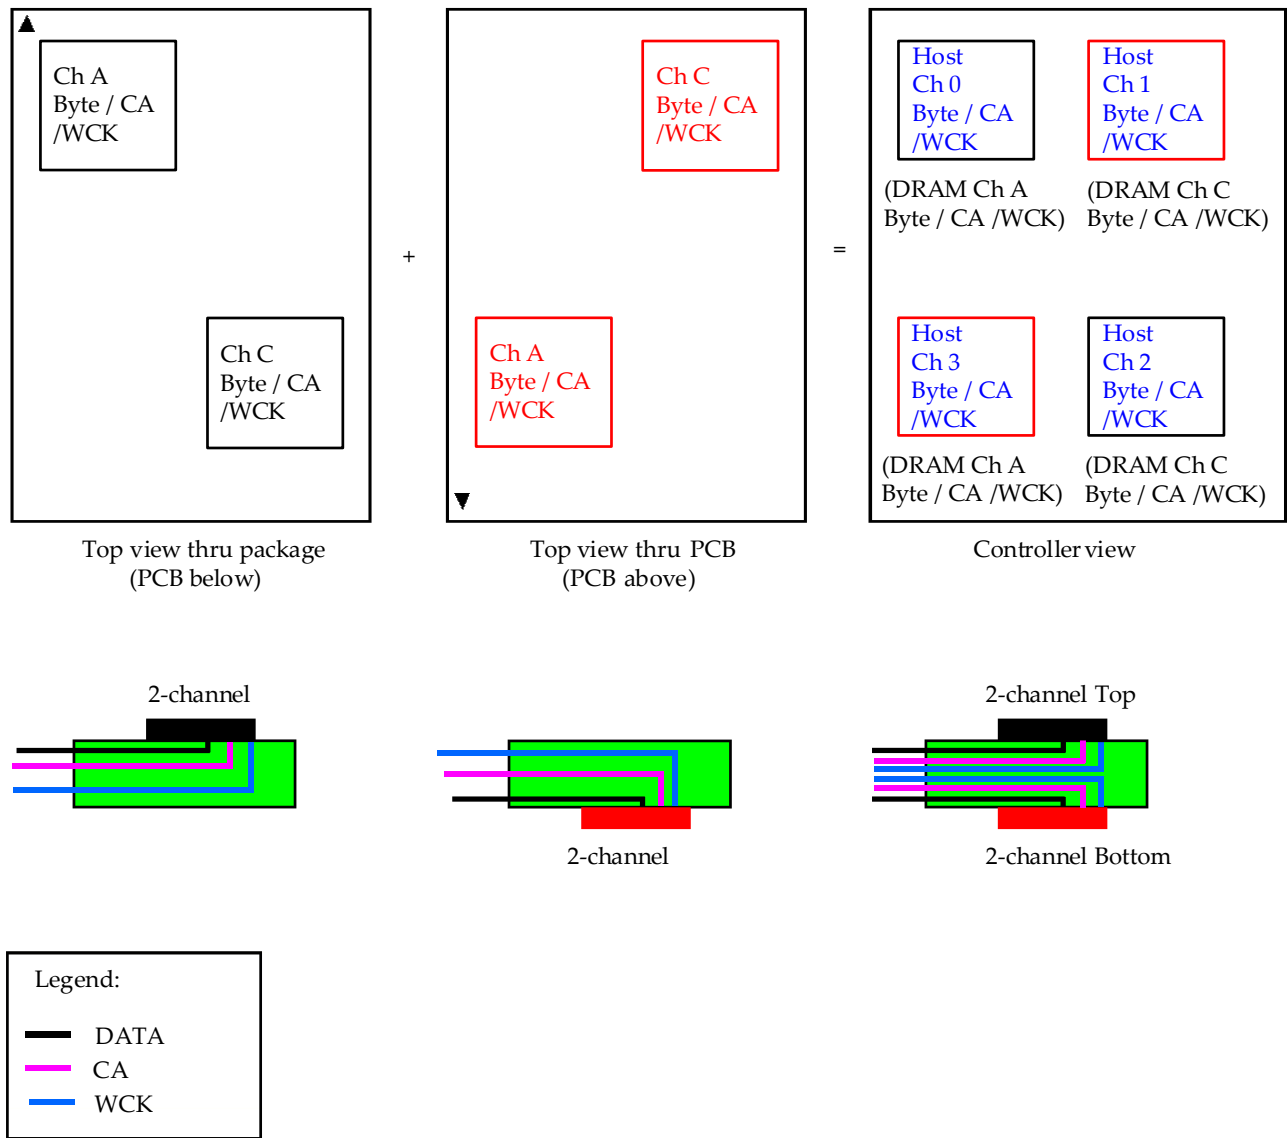 Ch A
Byte / CA
/WCK
Ch C
Byte / CA
/WCK
Top view thru package
(PCB below)
+
Ch C
Byte / CA
/WCK
Ch A
Byte / CA
/WCK
Top view thru PCB
(PCB above)
=
Host
Ch 0
Byte / CA
/WCK
(DRAM Ch A
Byte / CA /WCK)
Host
Ch 1
Byte / CA
/WCK
(DRAM Ch C
Byte / CA /WCK)
Host
Ch 3
Byte / CA
/WCK
(DRAM Ch A
Byte / CA /WCK)
Host
Ch 2
Byte / CA
/WCK
(DRAM Ch C
Byte / CA /WCK)
Controller view
2-channel
2-channel
2-channel Top
2-channel Bottom
Legend:
DATA
CA
WCK